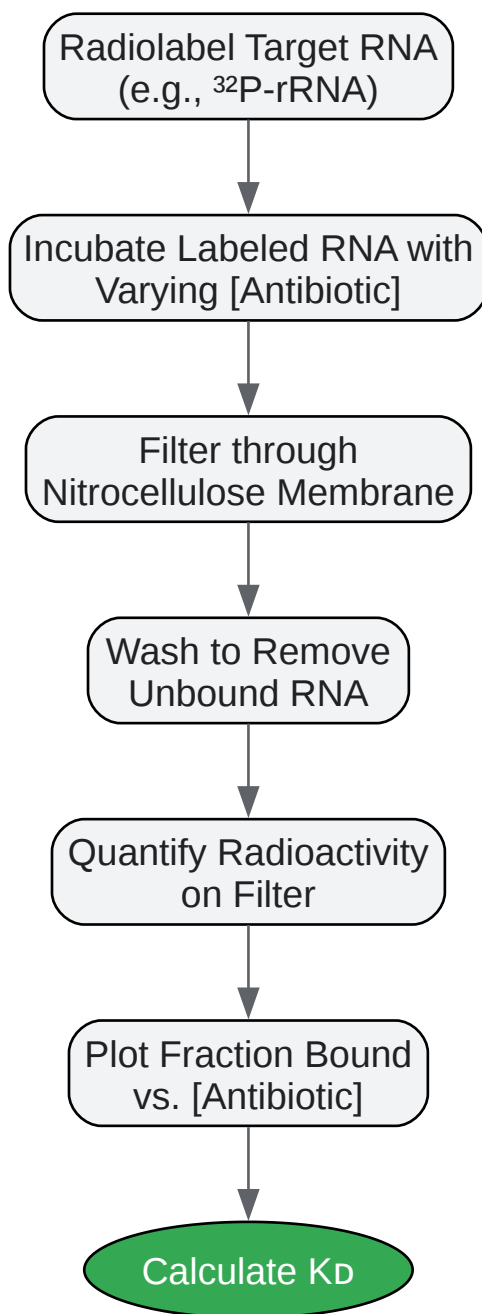 Radiolabel Target RNA
(e.g., ³²P-rRNA)
Incubate Labeled RNA with
Varying [Antibiotic]
Filter through
Nitrocellulose Membrane
Wash to Remove
Unbound RNA
Quantify Radioactivity
on Filter
Plot Fraction Bound
vs. [Antibiotic]
Calculate Kᴅ